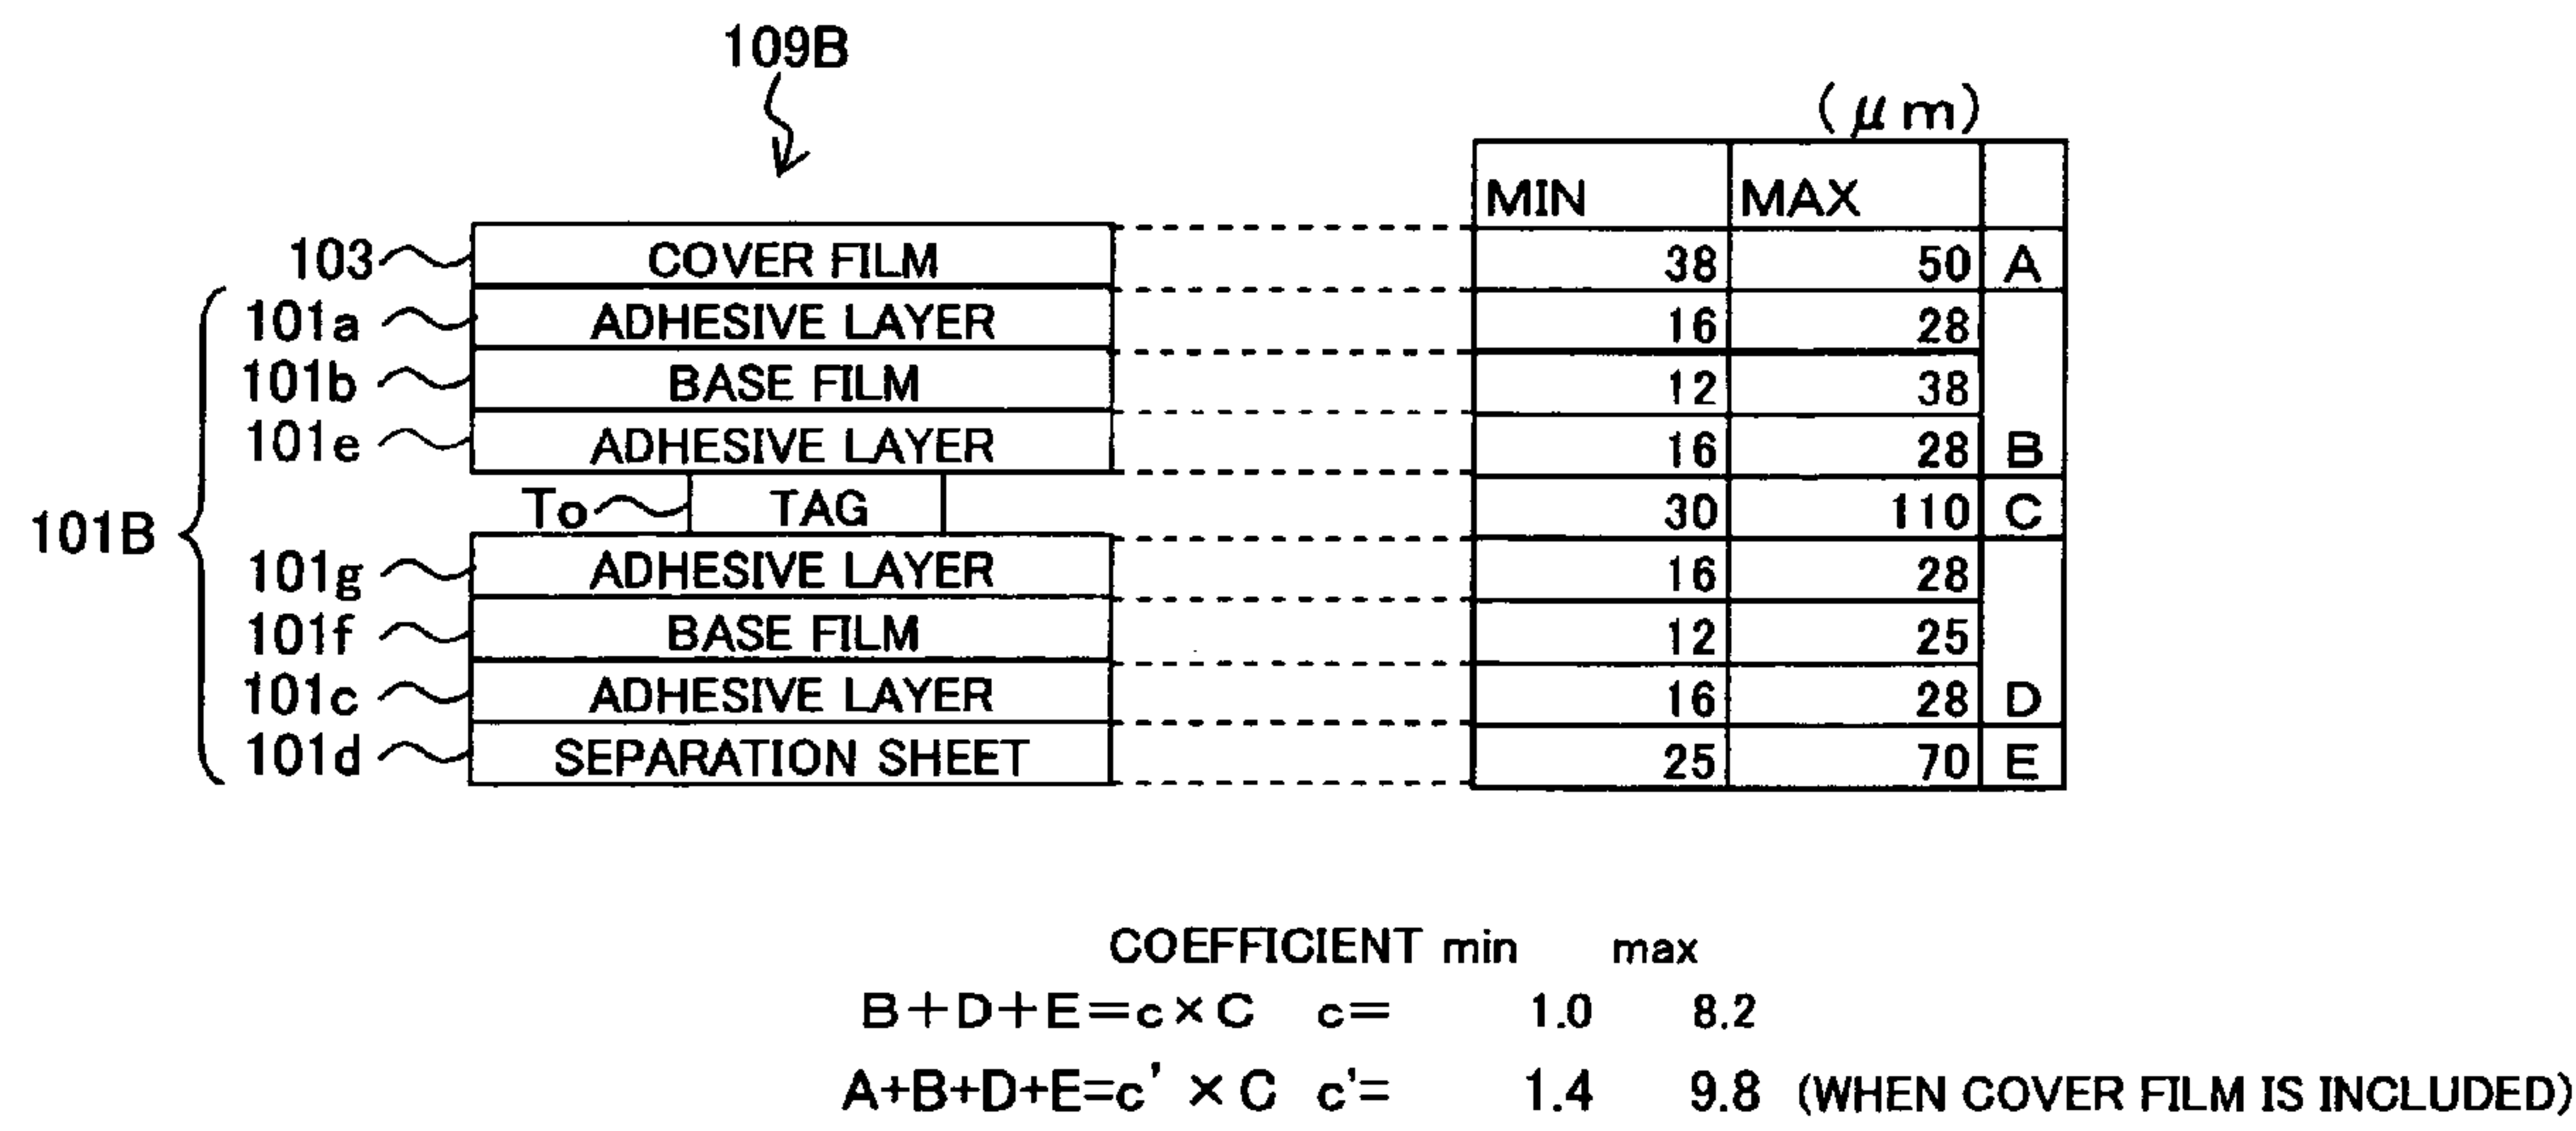 109B
(μm)
MIN MAX
103 COVER FILM 38 50 A
101a ADHESIVE LAYER 16 28
101b BASE FILM 12 38
101e ADHESIVE LAYER 16 28 B
To TAG 30 110 C
101B
101g ADHESIVE LAYER 16 28
101f BASE FILM 12 25
101c ADHESIVE LAYER 16 28 D
101d SEPARATION SHEET 25 70 E
COEFFICIENT min max
B+D+E=c×C c= 1.0 8.2
A+B+D+E=c'×C c'= 1.4 9.8 (WHEN COVER FILM IS INCLUDED)